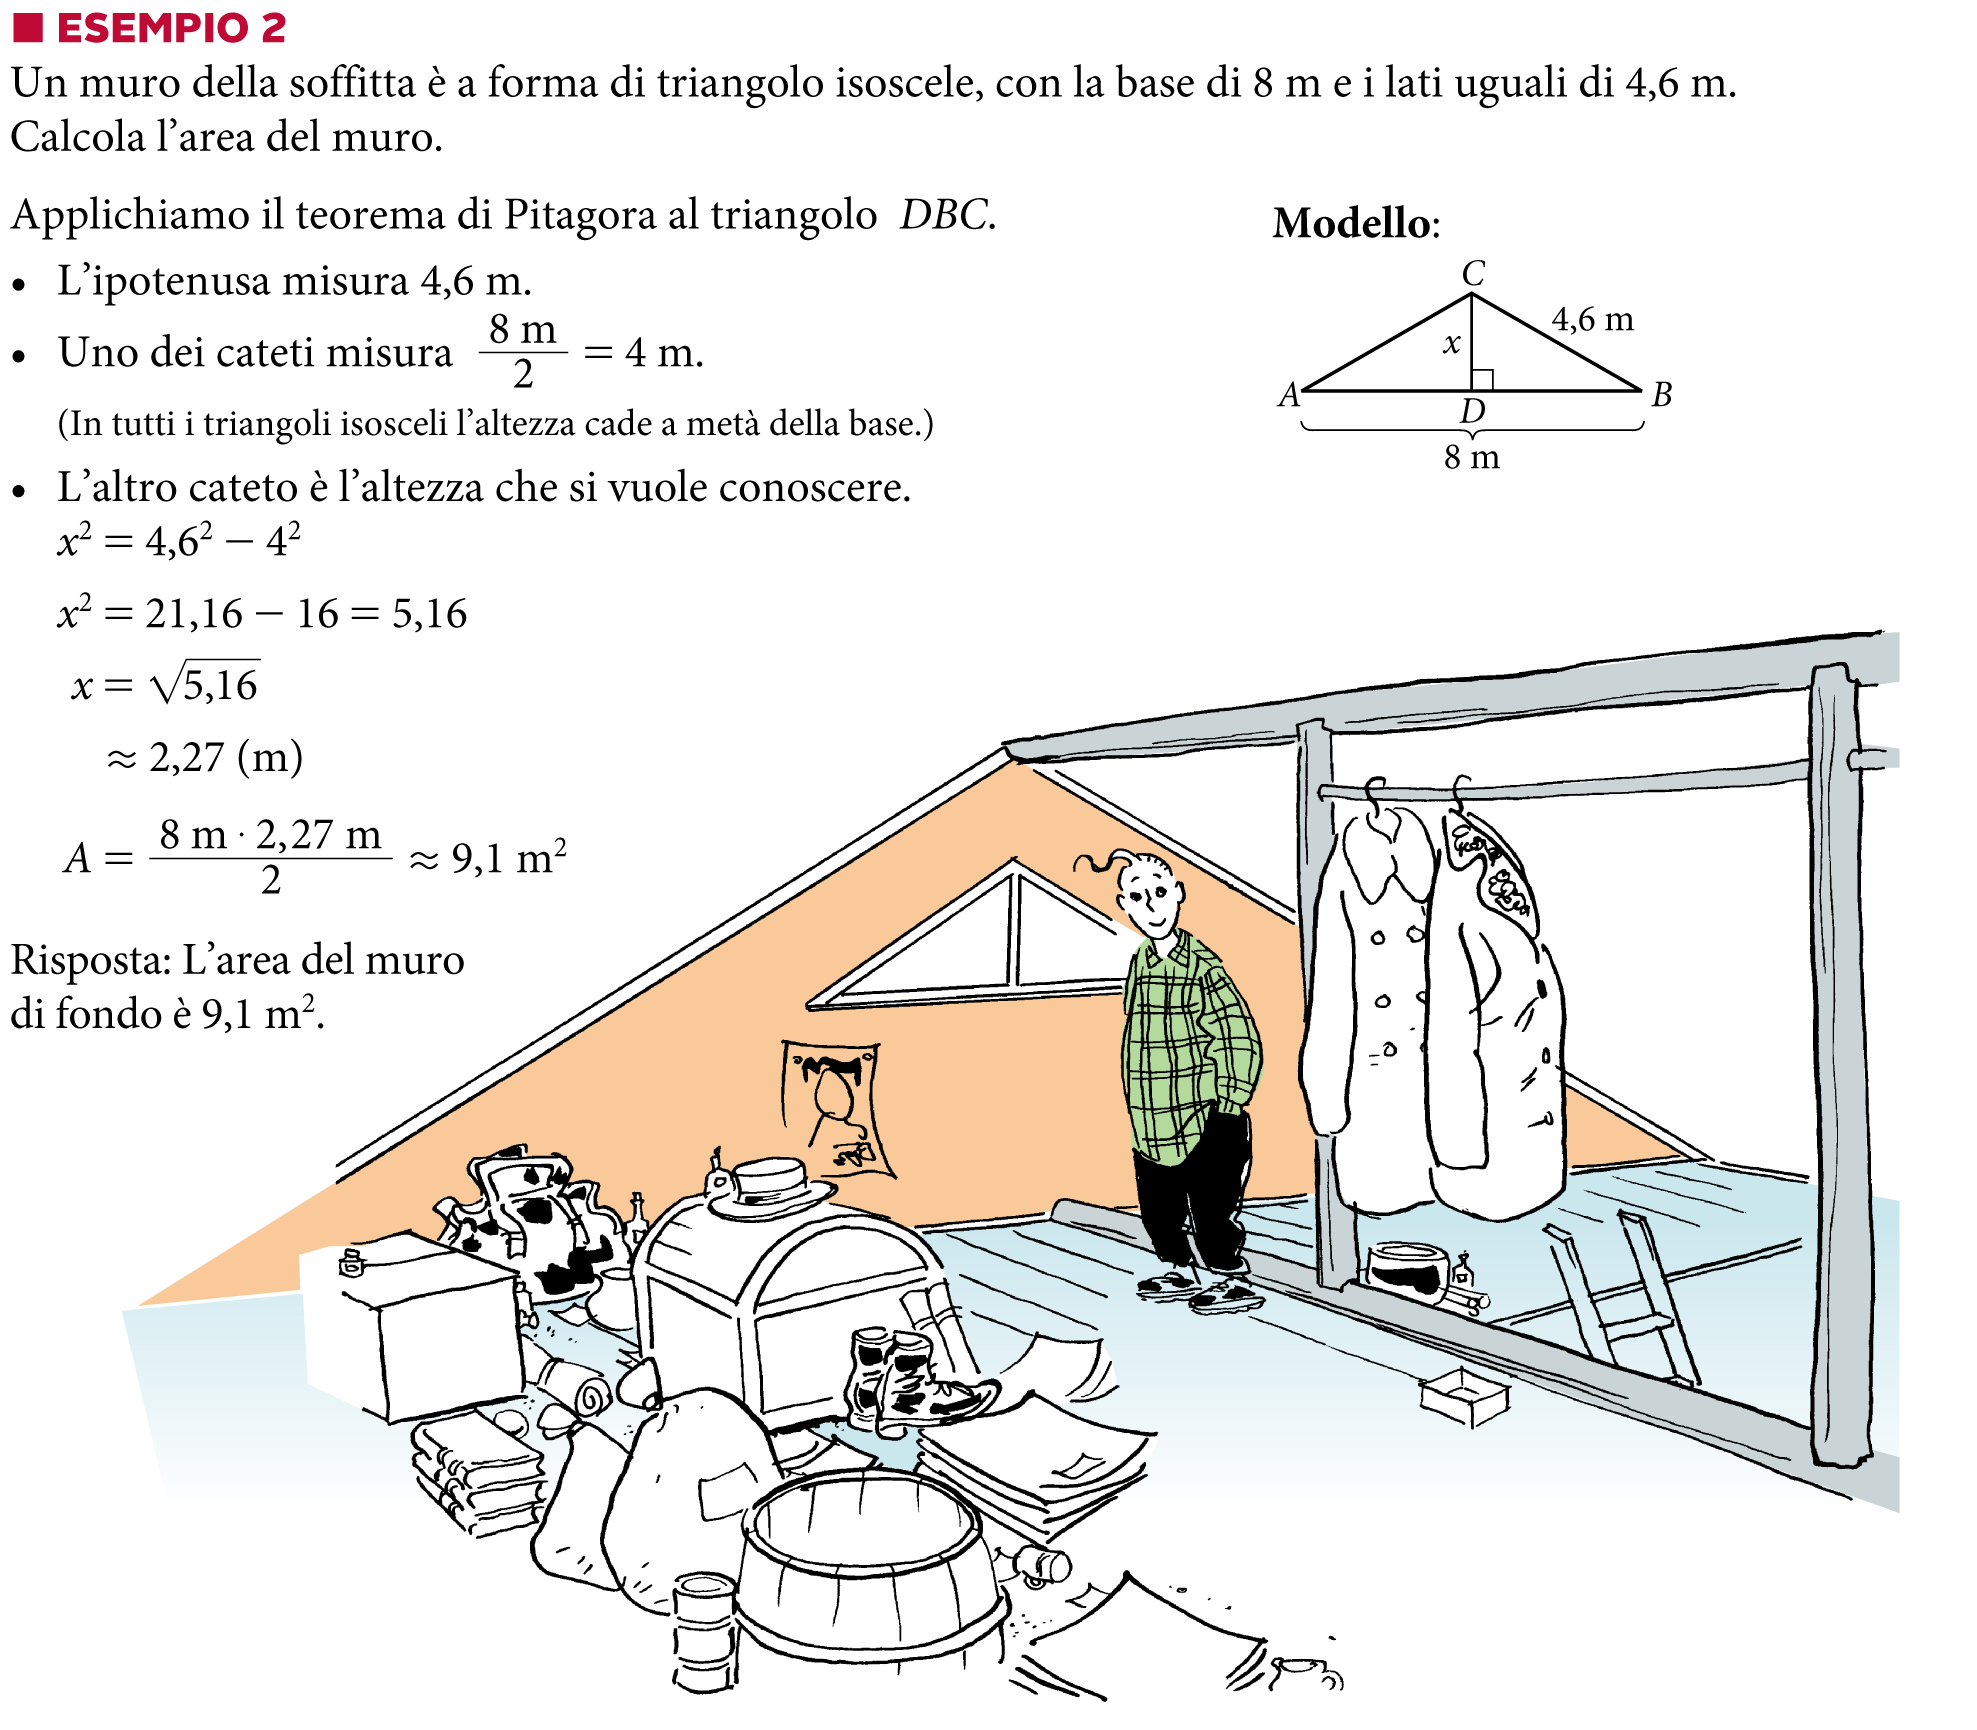 ■ ESEMPIO 2
Un muro della soffitta è a forma di triangolo isoscele, con la base di 8 m e i lati uguali di 4,6 m.
Calcola l’area del muro.
Applichiamo il teorema di Pitagora al triangolo DBC.
• L’ipotenusa misura 4,6 m.
• Uno dei cateti misura 8 m / 2 = 4 m.
(In tutti i triangoli isosceli l’altezza cade a metà della base.)
• L’altro cateto è l’altezza che si vuole conoscere.
x² = 4,6² − 4²
x² = 21,16 − 16 = 5,16
x = √5,16
≈ 2,27 (m)
A = 8 m · 2,27 m / 2 ≈ 9,1 m²
Risposta: L’area del muro
di fondo è 9,1 m².
Modello:
C
4,6 m
x
A
D
B
8 m